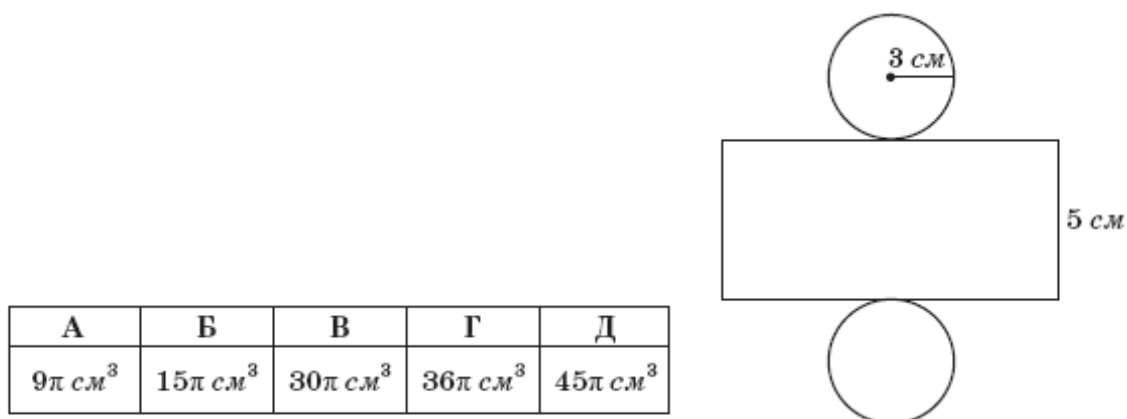 3 см
5 см
А Б В Г Д
9π см³ 15π см³ 30π см³ 36π см³ 45π см³